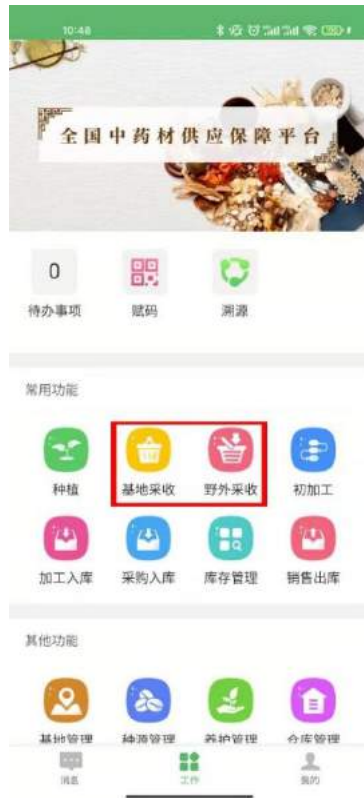 10:48
全国中药材供应保障平台
0
待办事项 赋码 溯源
常用功能
种植 基地采收 野外采收 初加工
加工入库 采购入库 库存管理 销售出库
其他功能
基地管理 种源管理 养护管理 仓库管理
消息 工作 我的